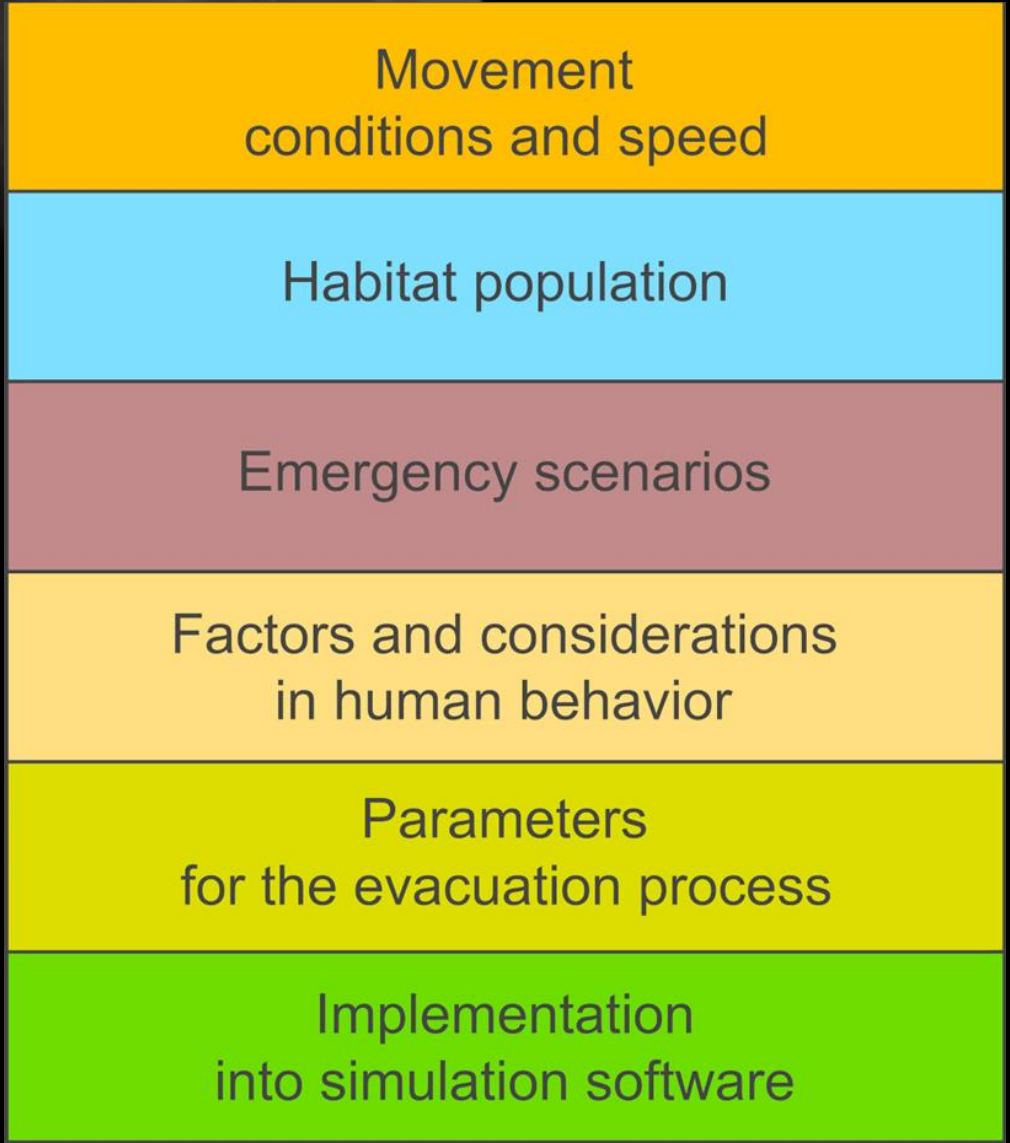 Movement
conditions and speed
Habitat population
Emergency scenarios
Factors and considerations
in human behavior
Parameters
for the evacuation process
Implementation
into simulation software